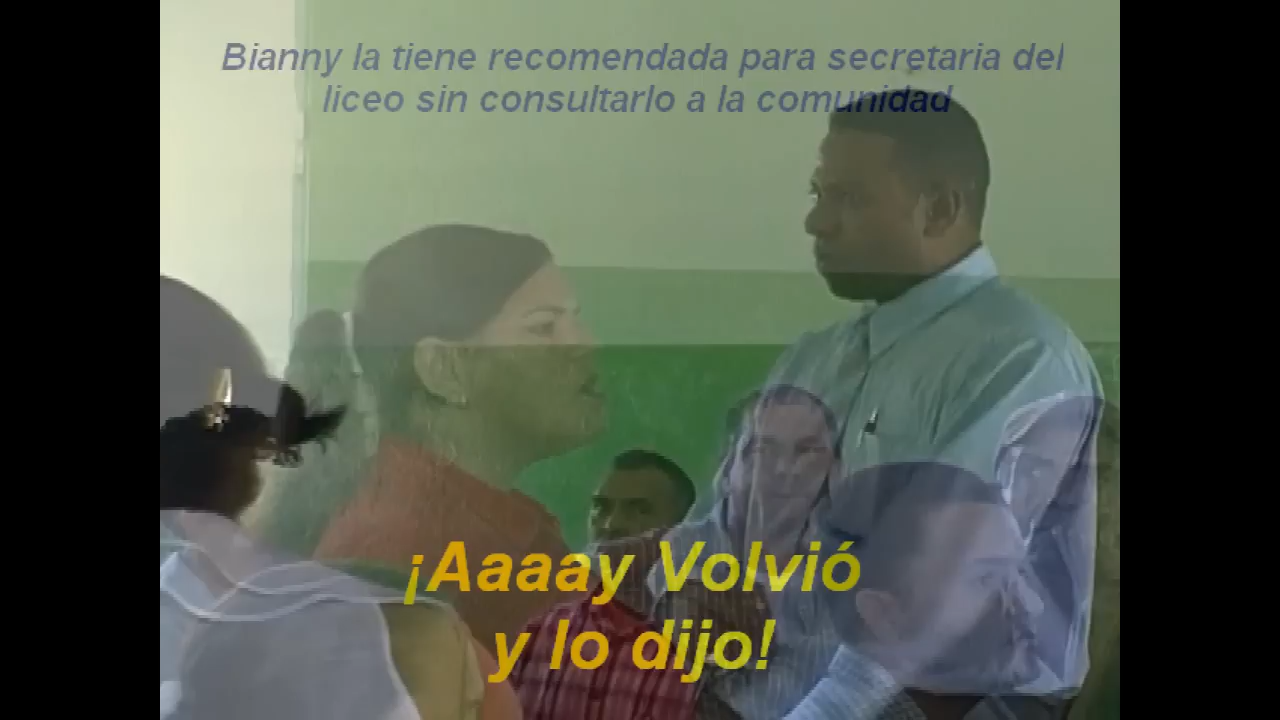 Bianny la tiene recomendada para secretaria del
liceo sin consultarlo a la comunidad
¡Aaaay Volvió
y lo dijo!